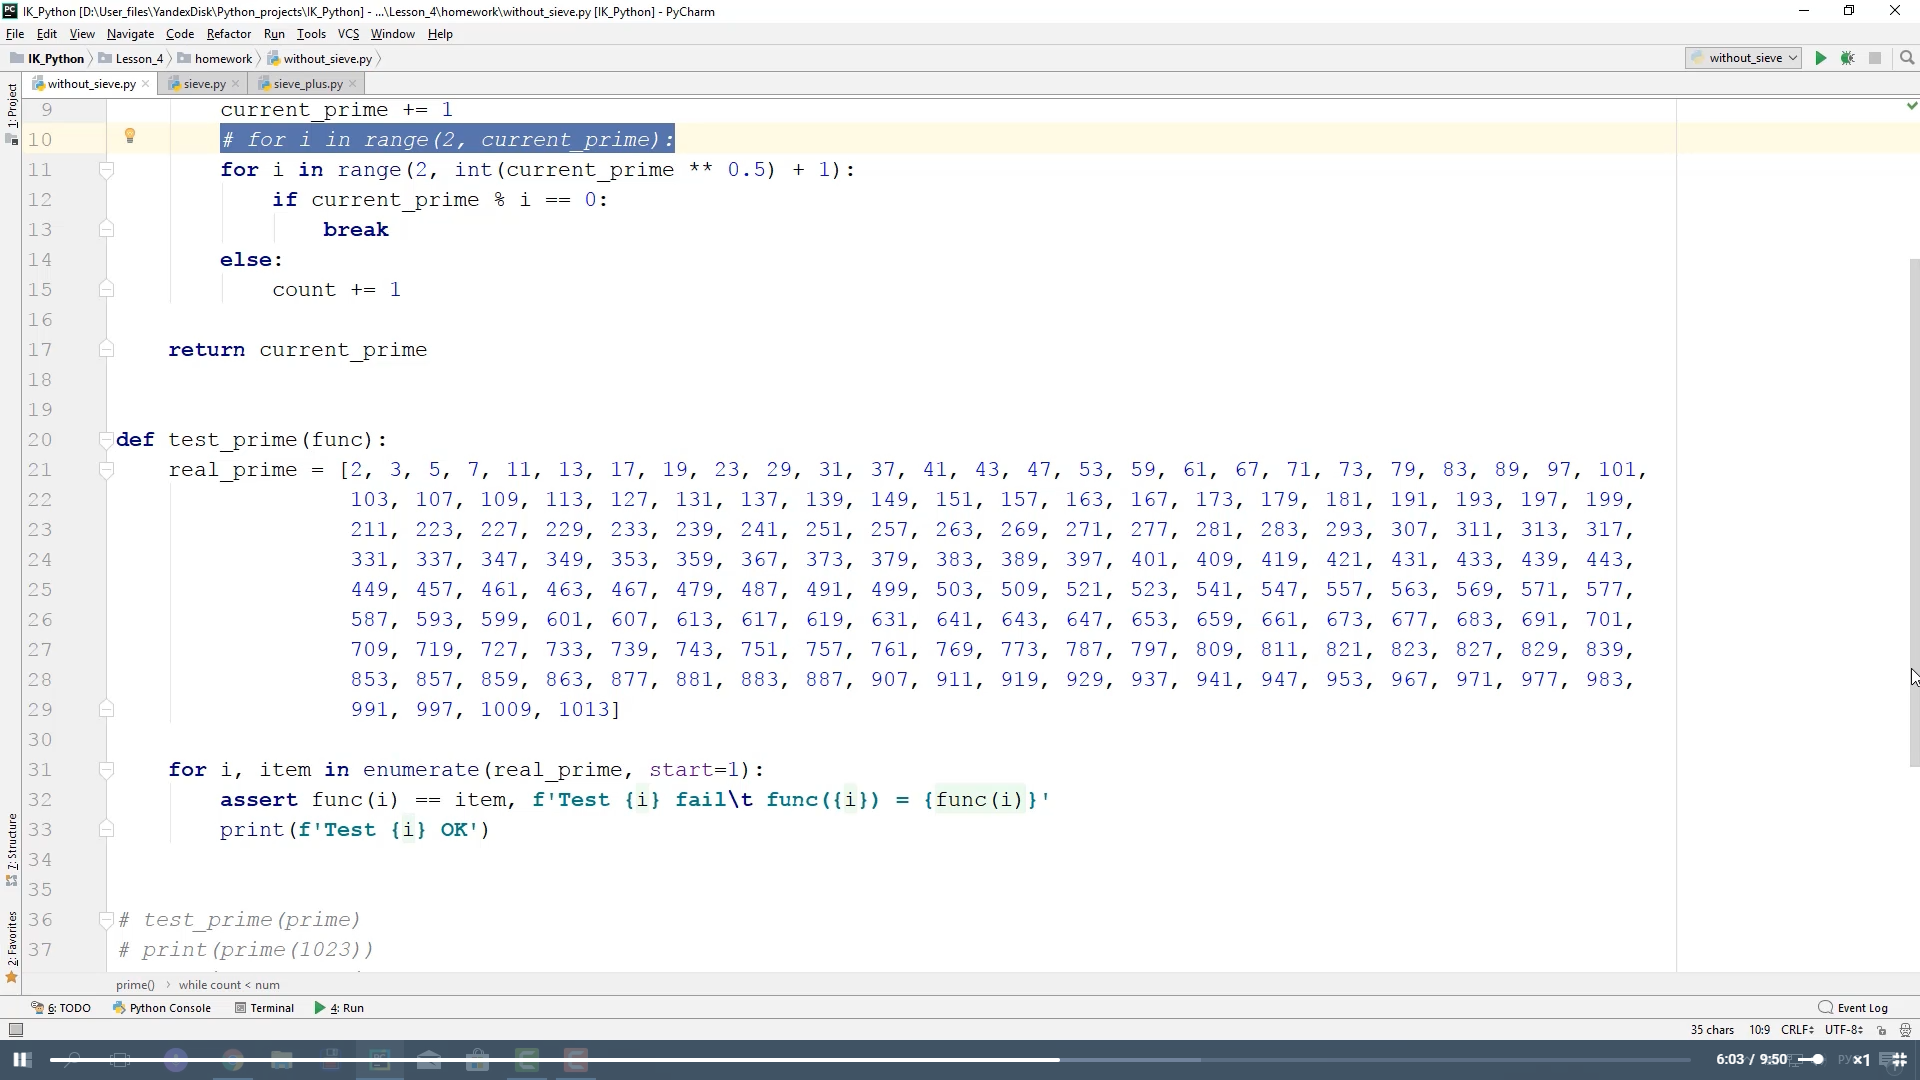 IK_Python [D:\User_files\YandexDisk\Python_projects\IK_Python] - ...\Lesson_4\homework\without_sieve.py [IK_Python] - PyCharm
File Edit View Navigate Code Refactor Run Tools VCS Window Help
IK_Python Lesson_4 homework without_sieve.py without_sieve
without_sieve.py sieve.py sieve_plus.py
1: Project
9 current_prime += 1
10 # for i in range(2, current_prime):
11 for i in range(2, int(current_prime ** 0.5) + 1):
12 if current_prime % i == 0:
13 break
14 else:
15 count += 1
16
17 return current_prime
18
19
20 def test_prime(func):
21 real_prime = [2, 3, 5, 7, 11, 13, 17, 19, 23, 29, 31, 37, 41, 43, 47, 53, 59, 61, 67, 71, 73, 79, 83, 89, 97, 101,
22 103, 107, 109, 113, 127, 131, 137, 139, 149, 151, 157, 163, 167, 173, 179, 181, 191, 193, 197, 199,
23 211, 223, 227, 229, 233, 239, 241, 251, 257, 263, 269, 271, 277, 281, 283, 293, 307, 311, 313, 317,
24 331, 337, 347, 349, 353, 359, 367, 373, 379, 383, 389, 397, 401, 409, 419, 421, 431, 433, 439, 443,
25 449, 457, 461, 463, 467, 479, 487, 491, 499, 503, 509, 521, 523, 541, 547, 557, 563, 569, 571, 577,
26 587, 593, 599, 601, 607, 613, 617, 619, 631, 641, 643, 647, 653, 659, 661, 673, 677, 683, 691, 701,
27 709, 719, 727, 733, 739, 743, 751, 757, 761, 769, 773, 787, 797, 809, 811, 821, 823, 827, 829, 839,
28 853, 857, 859, 863, 877, 881, 883, 887, 907, 911, 919, 929, 937, 941, 947, 953, 967, 971, 977, 983,
29 991, 997, 1009, 1013]
30
31 for i, item in enumerate(real_prime, start=1):
32 assert func(i) == item, f'Test {i} fail\t func({i}) = {func(i)}'
33 print(f'Test {i} OK')
34
35
36 # test_prime(prime)
37 # print(prime(1023))
7: Structure
2: Favorites
prime() while count < num
6: TODO Python Console Terminal 4: Run Event Log
35 chars 10:9 CRLF UTF-8
6:03 / 9:50 ×1